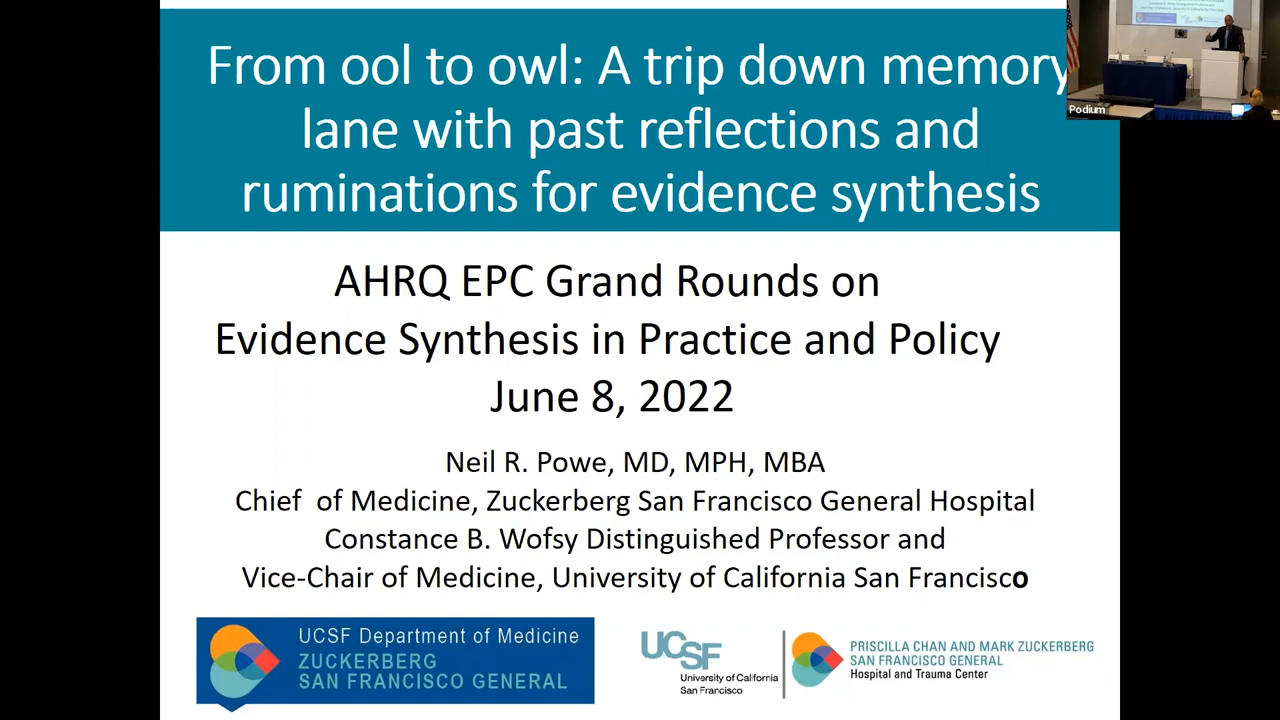 From ool to owl: A trip down memory
lane with past reflections and
ruminations for evidence synthesis
Podium
AHRQ EPC Grand Rounds on
Evidence Synthesis in Practice and Policy
June 8, 2022
Neil R. Powe, MD, MPH, MBA
Chief of Medicine, Zuckerberg San Francisco General Hospital
Constance B. Wofsy Distinguished Professor and
Vice-Chair of Medicine, University of California San Francisco
UCSF Department of Medicine
ZUCKERBERG
SAN FRANCISCO GENERAL
UCSF
University of California
San Francisco
PRISCILLA CHAN AND MARK ZUCKERBERG
SAN FRANCISCO GENERAL
Hospital and Trauma Center